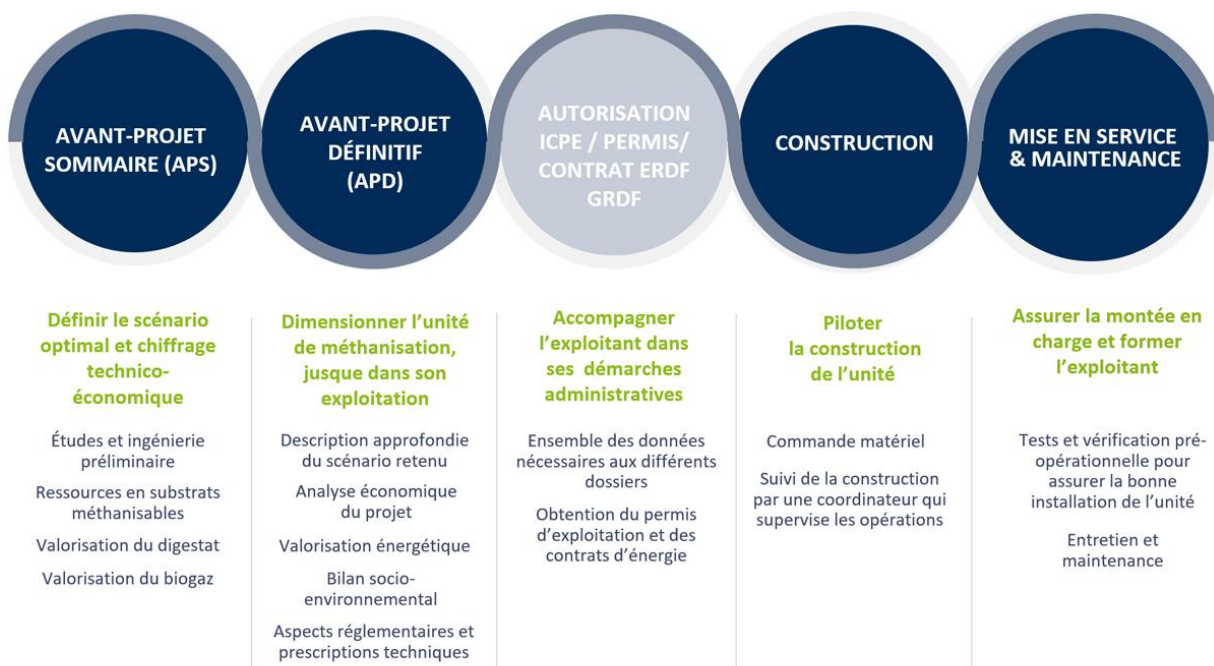 AVANT-PROJET
SOMMAIRE (APS)
AVANT-PROJET
DÉFINITIF
(APD)
AUTORISATION
ICPE / PERMIS/
CONTRAT ERDF
GRDF
CONSTRUCTION
MISE EN SERVICE
& MAINTENANCE
Définir le scénario
optimal et chiffrage
technico-
économique
Études et ingénierie
préliminaire
Ressources en substrats
méthanisables
Valorisation du digestat
Valorisation du biogaz
Dimensionner l'unité
de méthanisation,
jusque dans son
exploitation
Description approfondie
du scénario retenu
Analyse économique
du projet
Valorisation énergétique
Bilan socio-
environnemental
Aspects réglementaires et
prescriptions techniques
Accompagner
l'exploitant dans
ses démarches
administratives
Ensemble des données
nécessaires aux différents
dossiers
Obtention du permis
d'exploitation et des
contrats d'énergie
Piloter
la construction
de l'unité
Commande matériel
Suivi de la construction
par une coordinateur qui
supervise les opérations
Assurer la montée en
charge et former
l'exploitant
Tests et vérification pré-
opérationnelle pour
assurer la bonne
installation de l'unité
Entretien et
maintenance